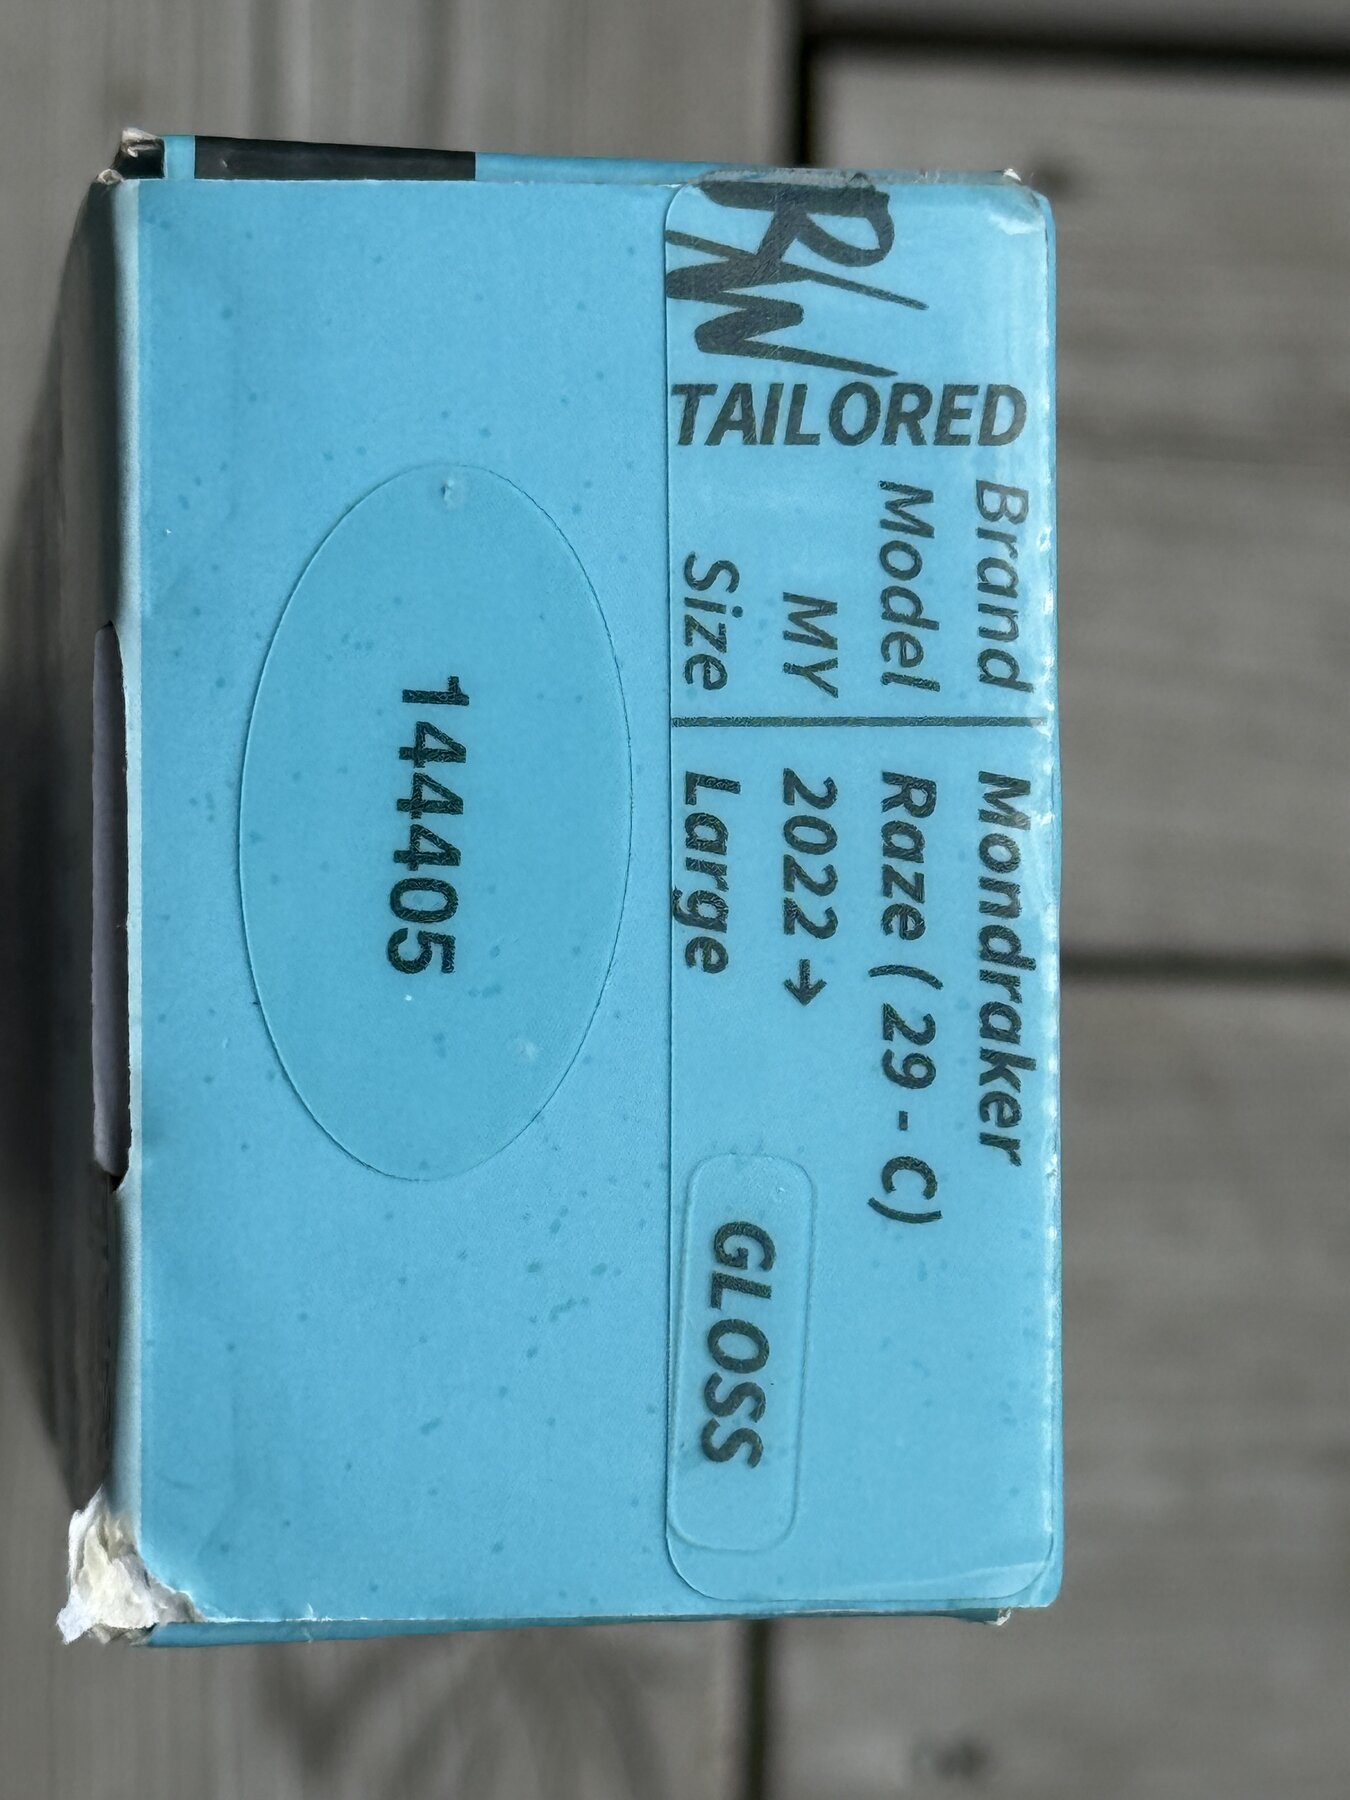 RW
TAILORED
Brand Mondraker
Model Raze ( 29 - C)
MY 2022 →
Size Large
GLOSS
144405